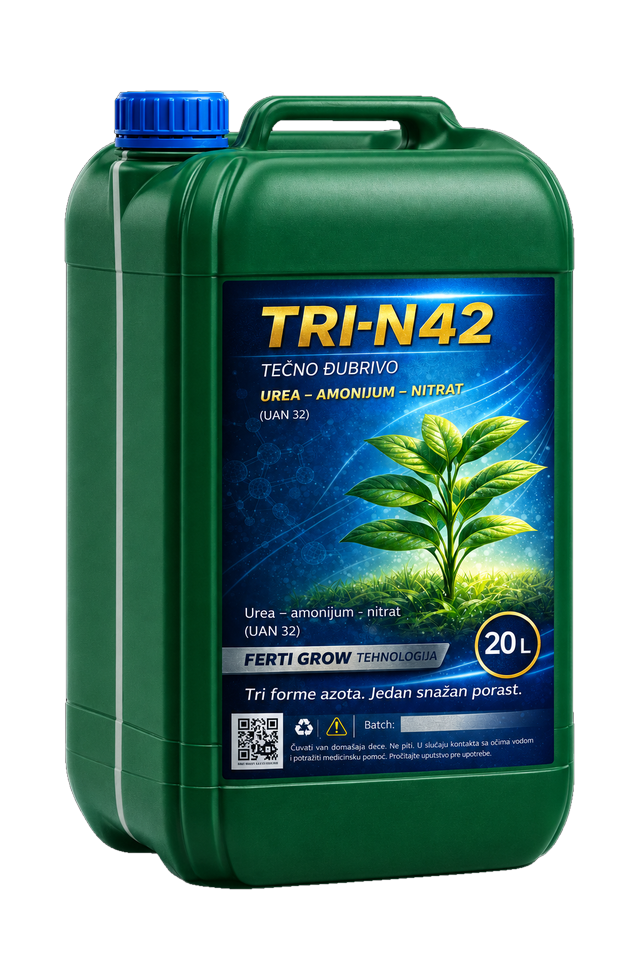 TRI-N42
TEČNO ĐUBRIVO
UREA – AMONIJUM – NITRAT
(UAN 32)
Urea – amonijum - nitrat
(UAN 32)
20 L
FERTI GROW TEHNOLOGIJA
Tri forme azota. Jedan snažan porast.
Batch:
Čuvati van domašaja dece. Ne piti. U slučaju kontakta sa očima vodom
i potražiti medicinsku pomoć. Pročitajte uputstvo pre upotrebe.